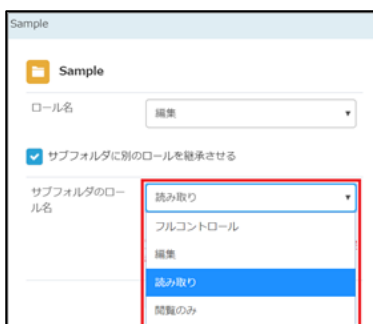 Sample
Sample
ロール名
編集
サブフォルダに別のロールを継承させる
サブフォルダのロー
ル名
読み取り
フルコントロール
編集
読み取り
閲覧のみ